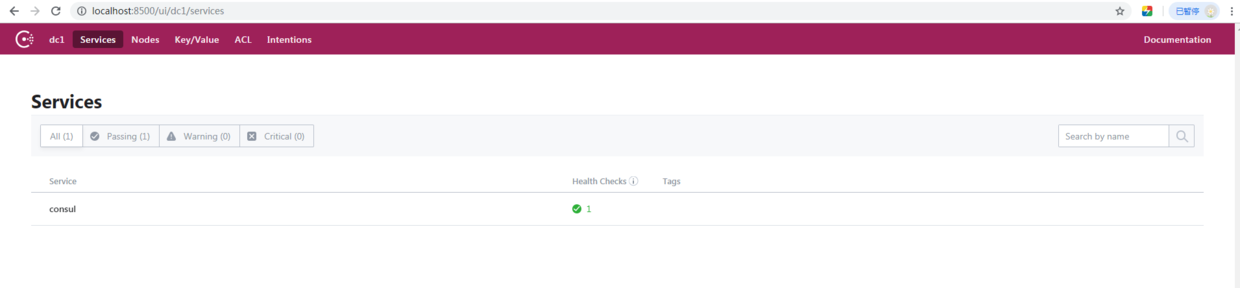 localhost:8500/ui/dc1/services 已暂停
dc1 Services Nodes Key/Value ACL Intentions Documentation
Services
All (1) Passing (1) Warning (0) Critical (0) Search by name
Service Health Checks Tags
consul 1